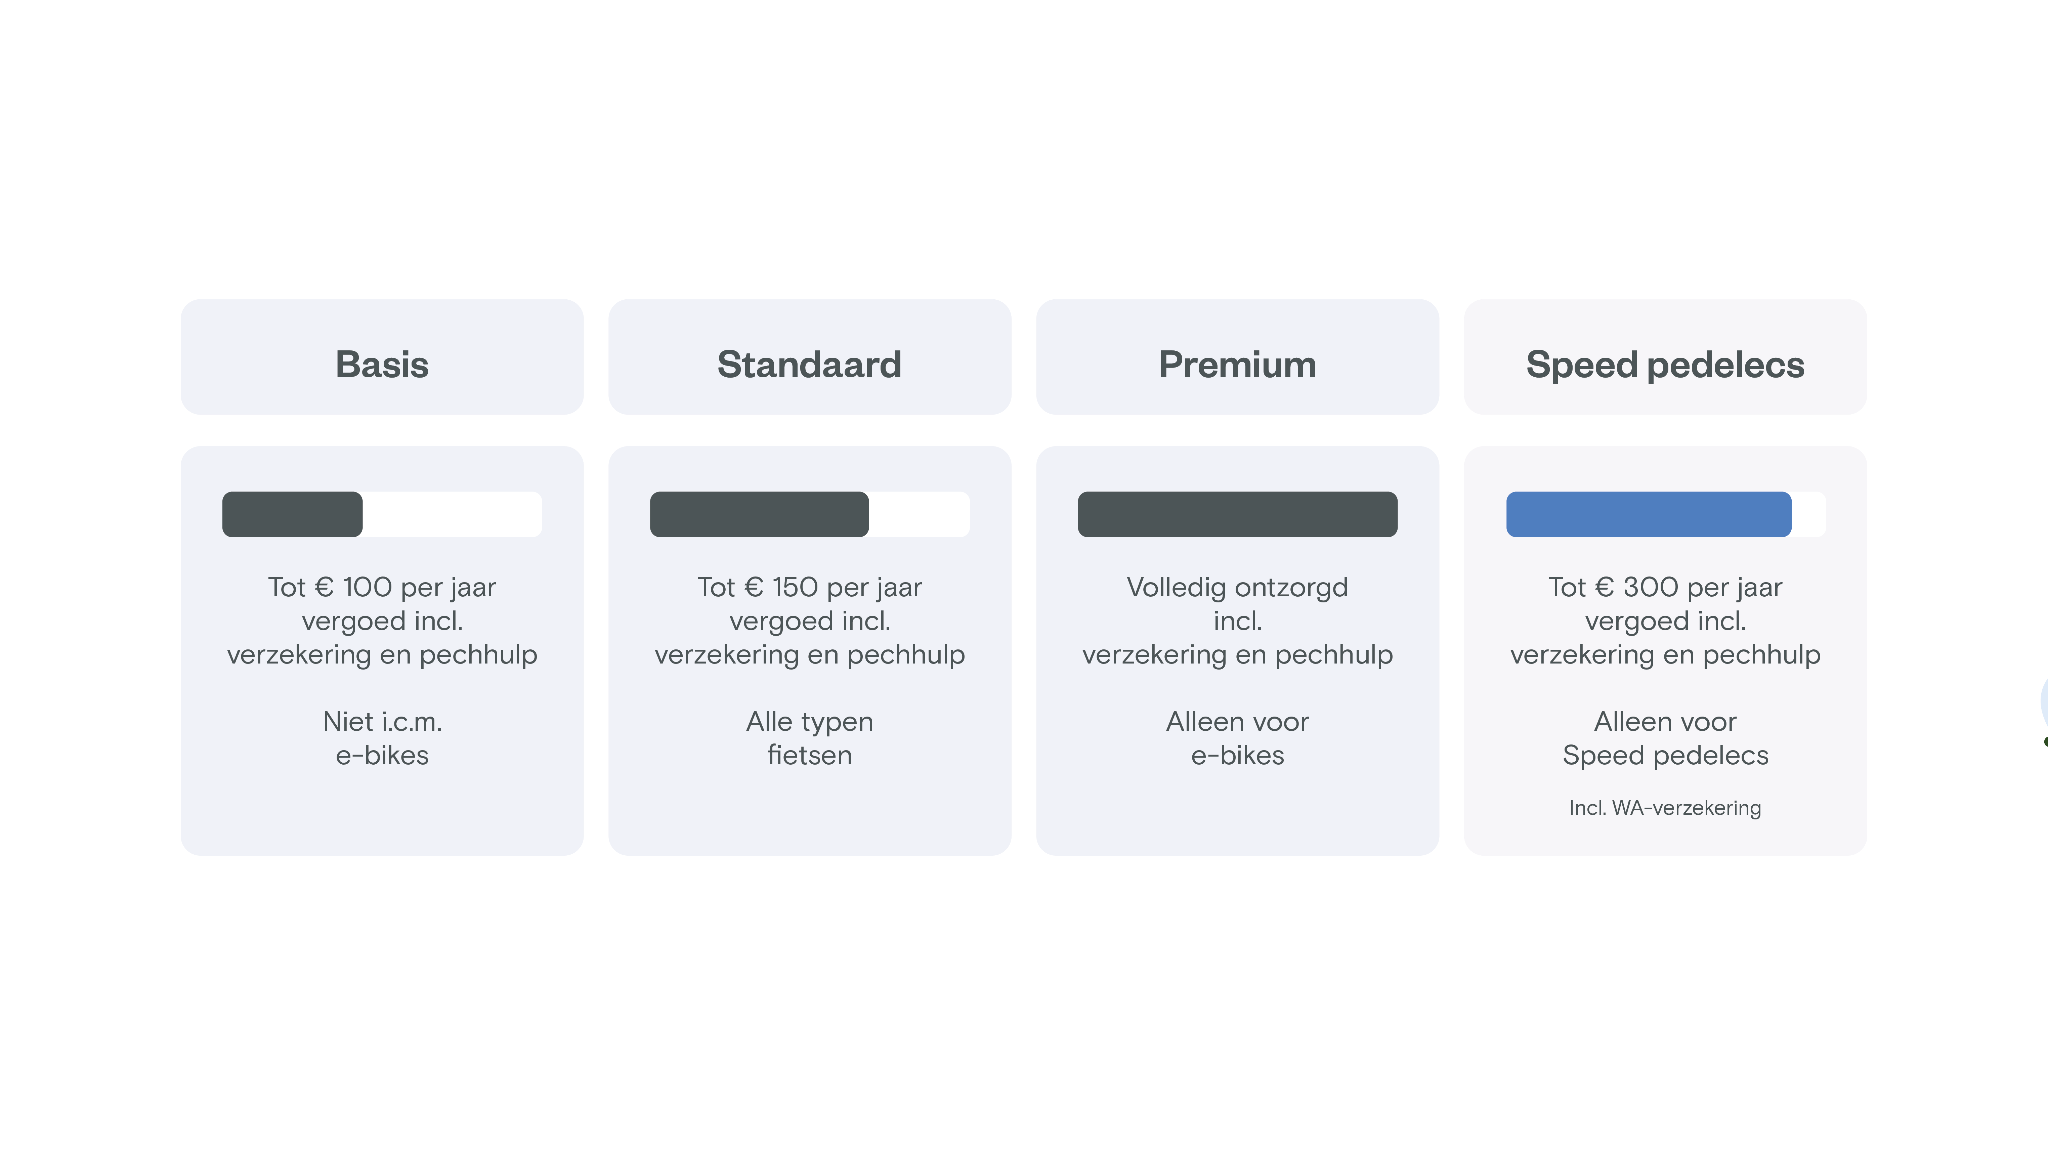 Basis
Standaard
Premium
Speed pedelecs
Tot € 100 per jaar
vergoed incl.
verzekering en pechhulp
Niet i.c.m.
e-bikes
Tot € 150 per jaar
vergoed incl.
verzekering en pechhulp
Alle typen
fietsen
Volledig ontzorgd
incl.
verzekering en pechhulp
Alleen voor
e-bikes
Tot € 300 per jaar
vergoed incl.
verzekering en pechhulp
Alleen voor
Speed pedelecs
Incl. WA-verzekering